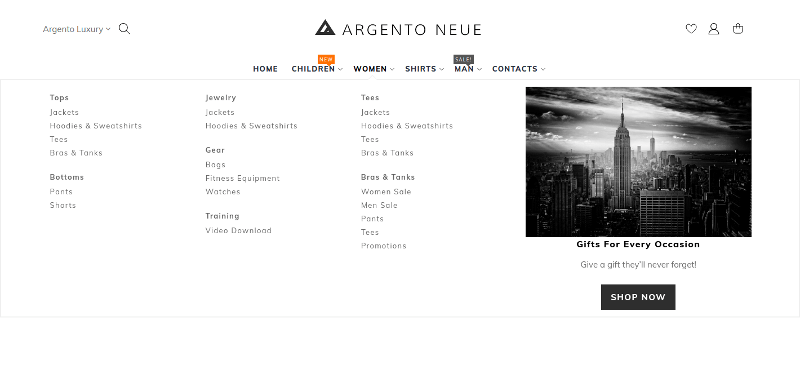 Argento Luxury
ARGENTO NEUE
NEW
SALE!
HOME CHILDREN WOMEN SHIRTS MAN CONTACTS
Tops
Jackets
Hoodies & Sweatshirts
Tees
Bras & Tanks
Bottoms
Pants
Shorts
Jewelry
Jackets
Hoodies & Sweatshirts
Gear
Bags
Fitness Equipment
Watches
Training
Video Download
Tees
Jackets
Hoodies & Sweatshirts
Tees
Bras & Tanks
Bras & Tanks
Women Sale
Men Sale
Pants
Tees
Promotions
Gifts For Every Occasion
Give a gift they'll never forget!
SHOP NOW